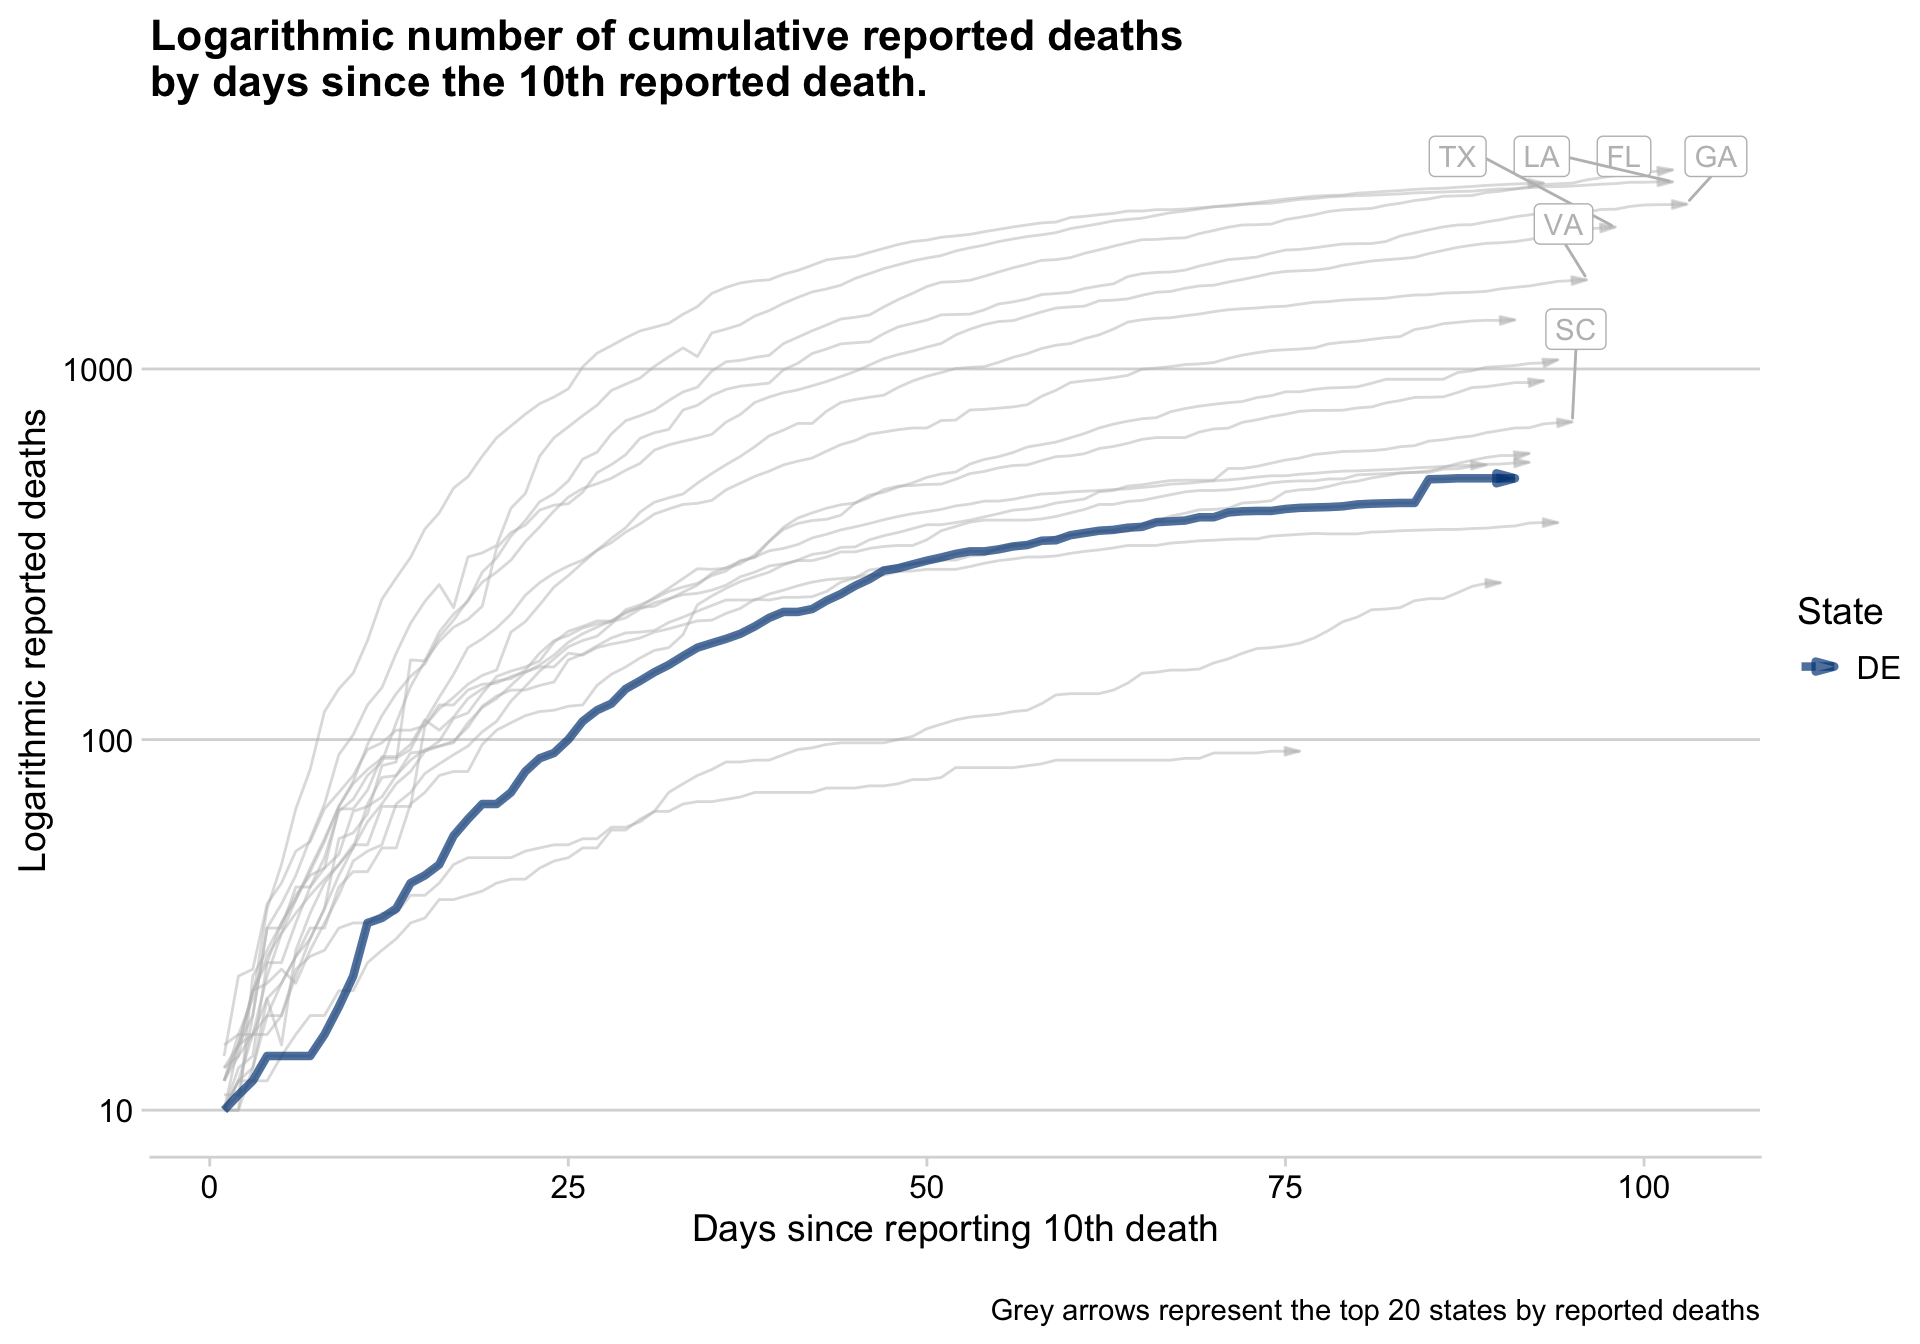 Logarithmic number of cumulative reported deaths
by days since the 10th reported death.
TX
LA
FL
GA
VA
SC
Logarithmic reported deaths
1000
100
10
0
25
50
75
100
Days since reporting 10th death
State
DE
Grey arrows represent the top 20 states by reported deaths